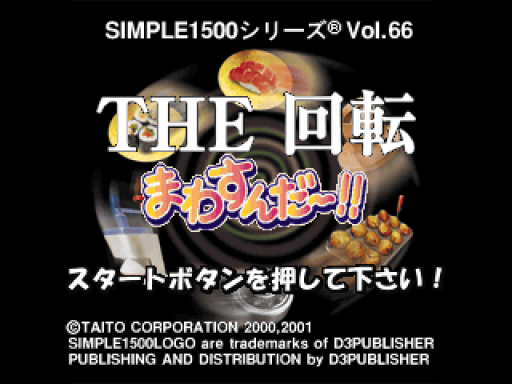 SIMPLE1500シリーズ® Vol.66
THE 回転
まわすんだ～!!
スタートボタンを押して下さい!
©TAITO CORPORATION 2000,2001
SIMPLE1500LOGO are trademarks of D3PUBLISHER
PUBLISHING AND DISTRIBUTION by D3PUBLISHER